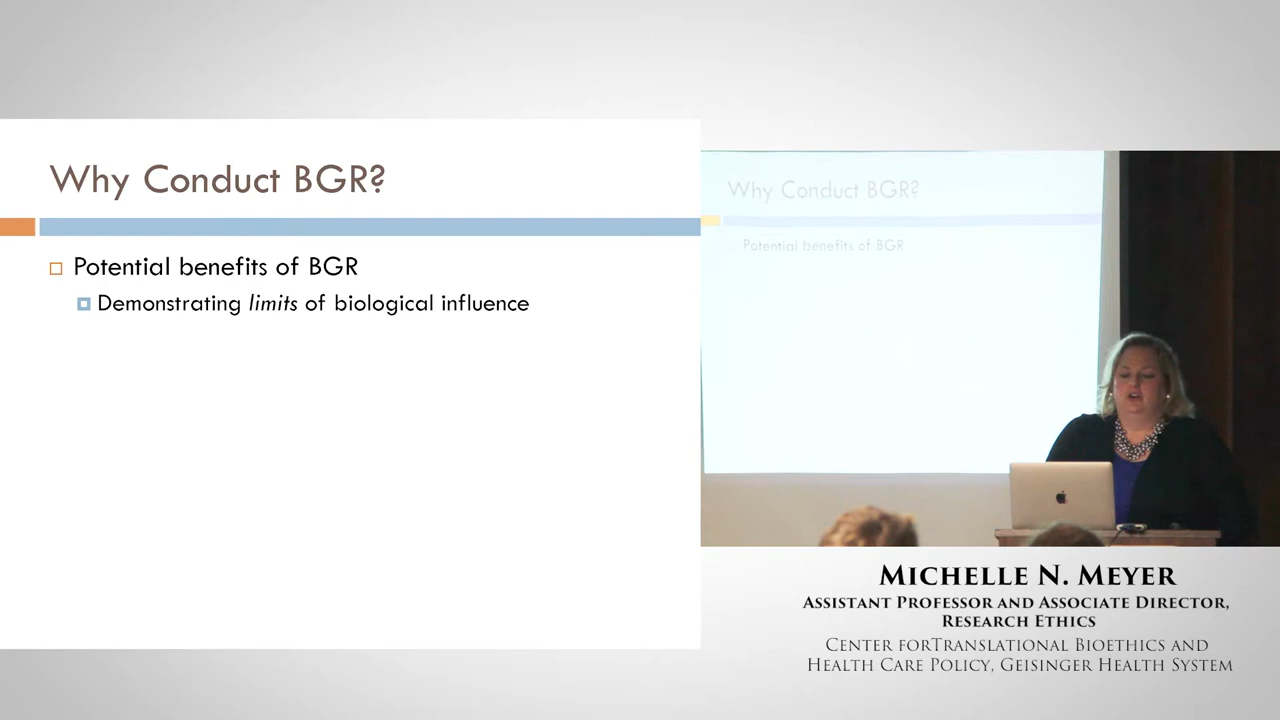 Why Conduct BGR?
Potential benefits of BGR
Demonstrating limits of biological influence
Why Conduct BGR?
Potential benefits of BGR
MICHELLE N. MEYER
ASSISTANT PROFESSOR AND ASSOCIATE DIRECTOR,
RESEARCH ETHICS
CENTER FORTRANSLATIONAL BIOETHICS AND
HEALTH CARE POLICY, GEISINGER HEALTH SYSTEM